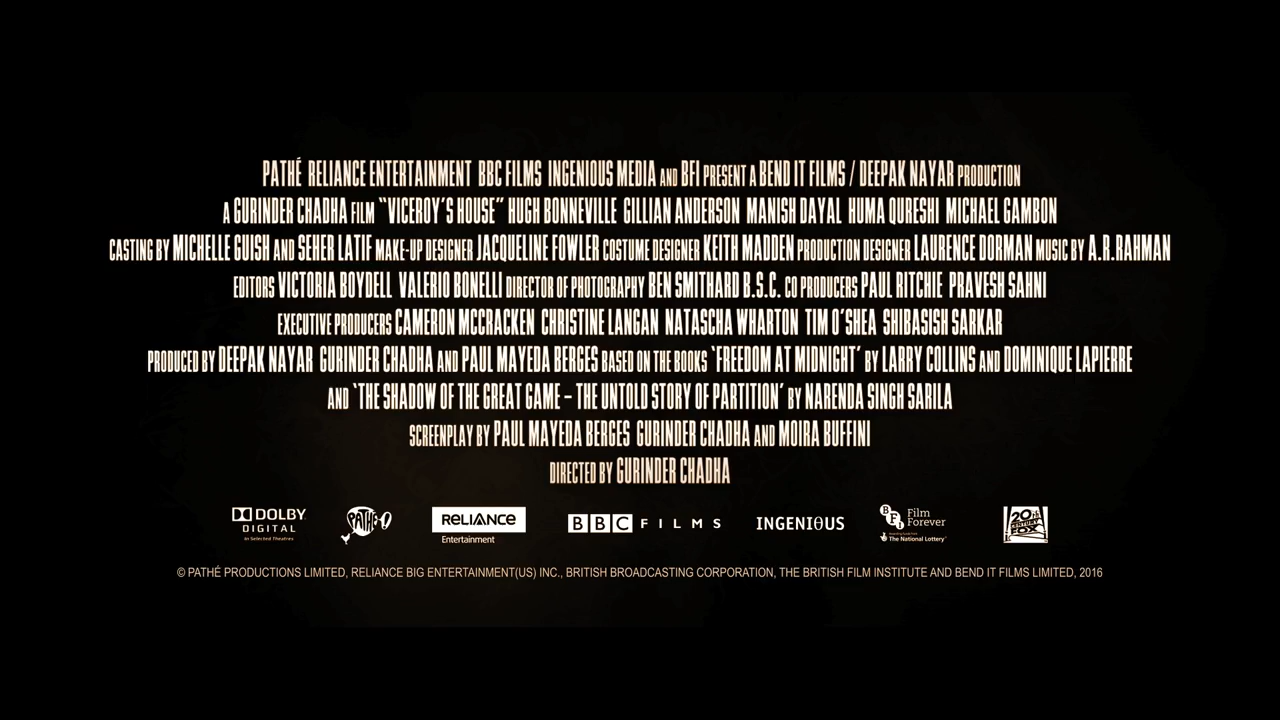 PATHÉ RELIANCE ENTERTAINMENT BBC FILMS INGENIOUS MEDIA AND BFI PRESENT A BEND IT FILMS / DEEPAK NAYAR PRODUCTION
A GURINDER CHADHA FILM "VICEROY'S HOUSE" HUGH BONNEVILLE GILLIAN ANDERSON MANISH DAYAL HUMA QURESHI MICHAEL GAMBON
CASTING BY MICHELLE GUISH AND SEHER LATIF MAKE-UP DESIGNER JACQUELINE FOWLER COSTUME DESIGNER KEITH MADDEN PRODUCTION DESIGNER LAURENCE DORMAN MUSIC BY A.R.RAHMAN
EDITORS VICTORIA BOYDELL VALERIO BONELLI DIRECTOR OF PHOTOGRAPHY BEN SMITHARD B.S.C. CO PRODUCERS PAUL RITCHIE PRAVESH SAHNI
EXECUTIVE PRODUCERS CAMERON MCCRACKEN CHRISTINE LANGAN NATASCHA WHARTON TIM O'SHEA SHIBASISH SARKAR
PRODUCED BY DEEPAK NAYAR GURINDER CHADHA AND PAUL MAYEDA BERGES BASED ON THE BOOKS 'FREEDOM AT MIDNIGHT' BY LARRY COLLINS AND DOMINIQUE LAPIERRE
AND 'THE SHADOW OF THE GREAT GAME – THE UNTOLD STORY OF PARTITION' BY NARENDA SINGH SARILA
SCREENPLAY BY PAUL MAYEDA BERGES GURINDER CHADHA AND MOIRA BUFFINI
DIRECTED BY GURINDER CHADHA
DOLBY
DIGITAL
In Selected Theatres
PATHE!
RELIANCE
Entertainment
BBC FILMS
INGENIOUS
BFI
Film
Forever
The National Lottery
20th
CENTURY
FOX
© PATHÉ PRODUCTIONS LIMITED, RELIANCE BIG ENTERTAINMENT(US) INC., BRITISH BROADCASTING CORPORATION, THE BRITISH FILM INSTITUTE AND BEND IT FILMS LIMITED, 2016